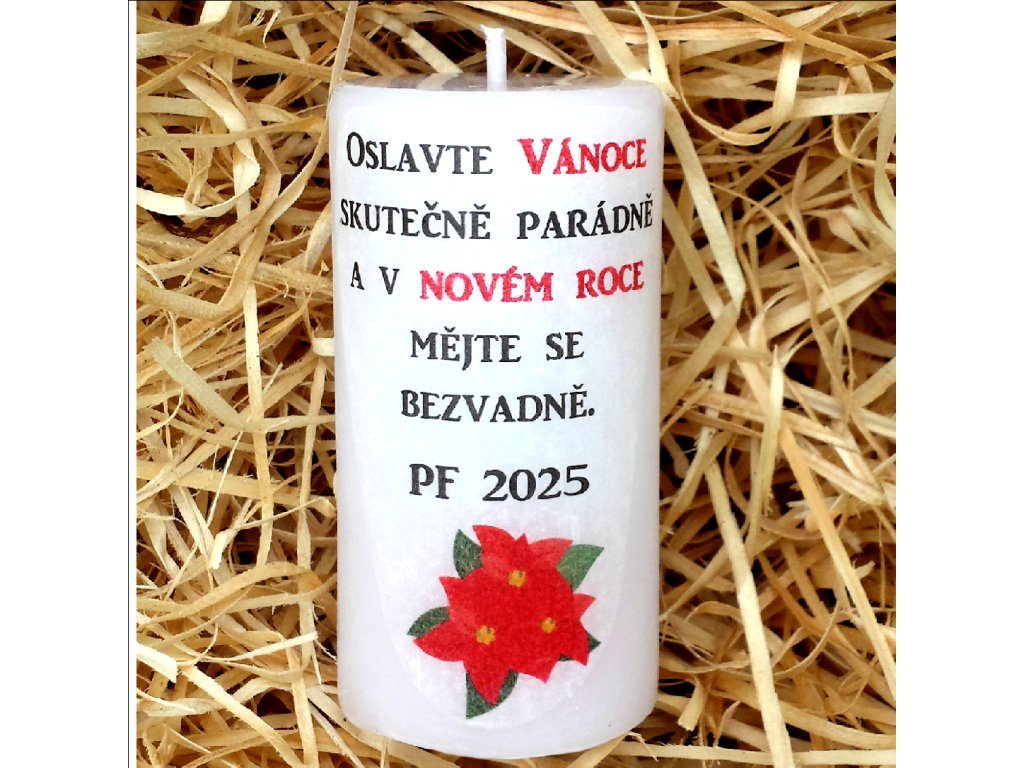 Oslavte Vánoce
skutečně parádně
a v novém roce
mějte se
bezvadně.
PF 2025